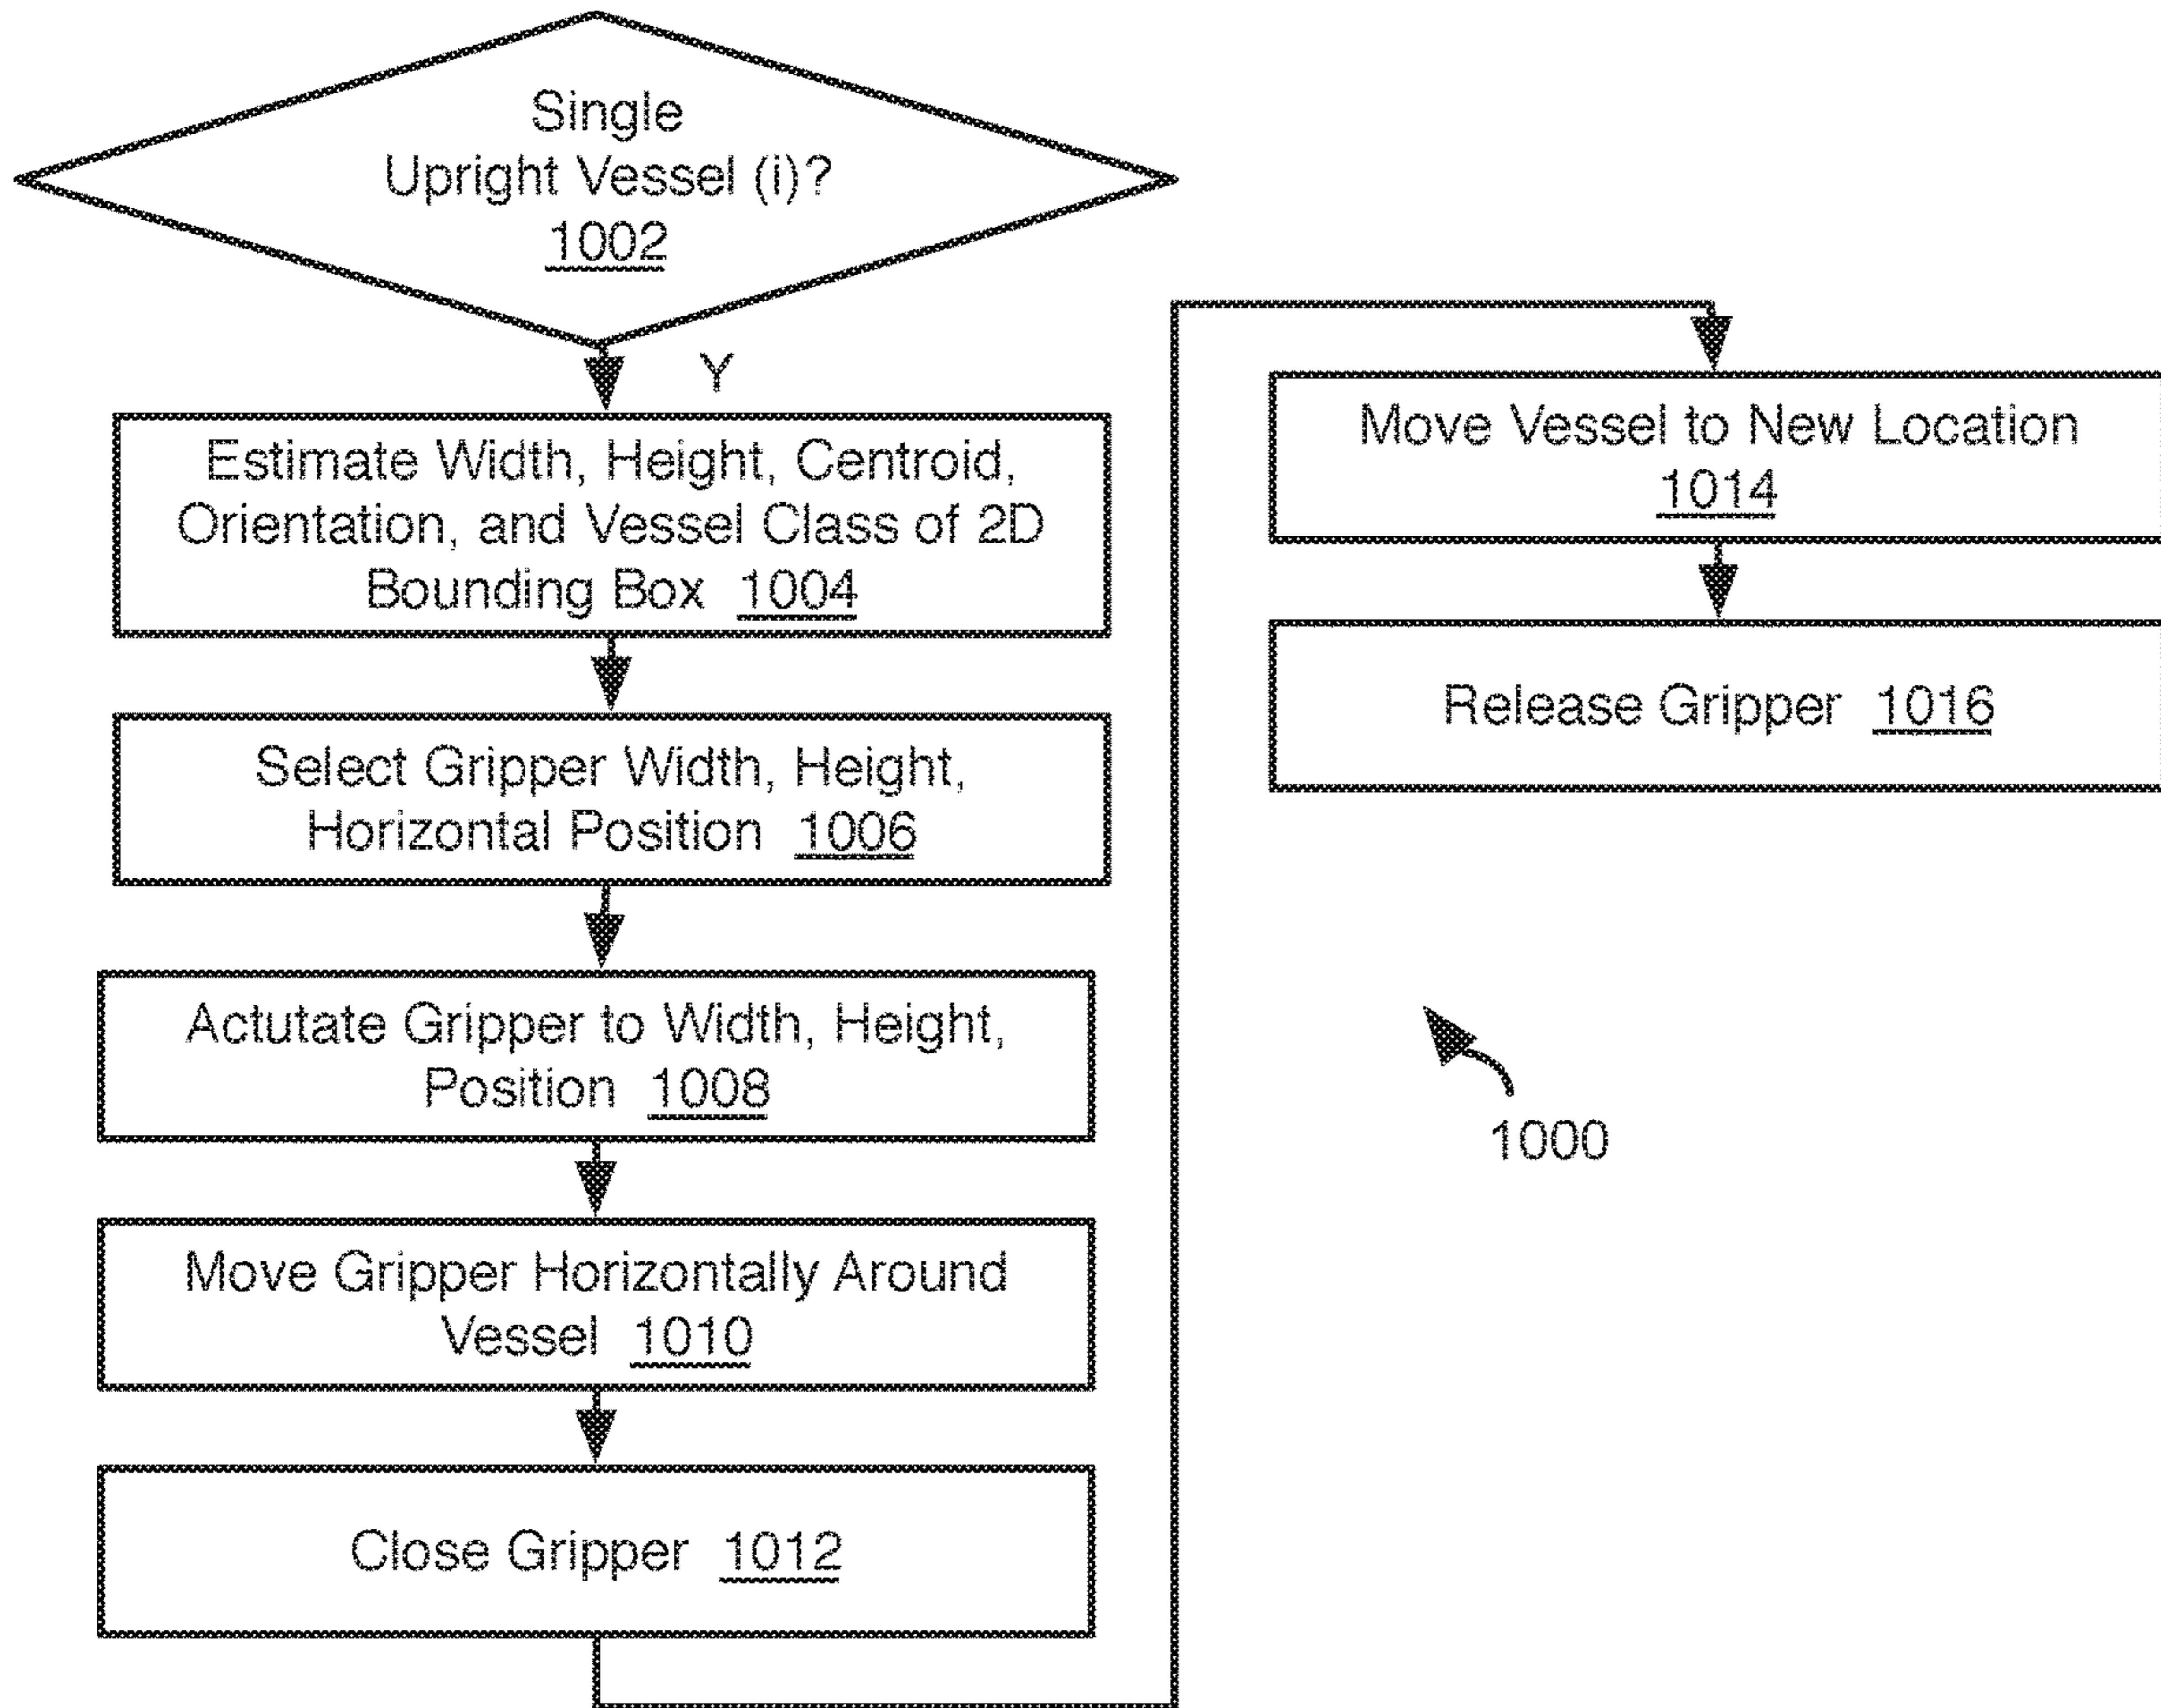 Single
Upright Vessel (i)?
1002
Y
Estimate Width, Height, Centroid,
Orientation, and Vessel Class of 2D
Bounding Box 1004
Select Gripper Width, Height,
Horizontal Position 1006
Actutate Gripper to Width, Height,
Position 1008
Move Gripper Horizontally Around
Vessel 1010
Close Gripper 1012
Move Vessel to New Location
1014
Release Gripper 1016
1000